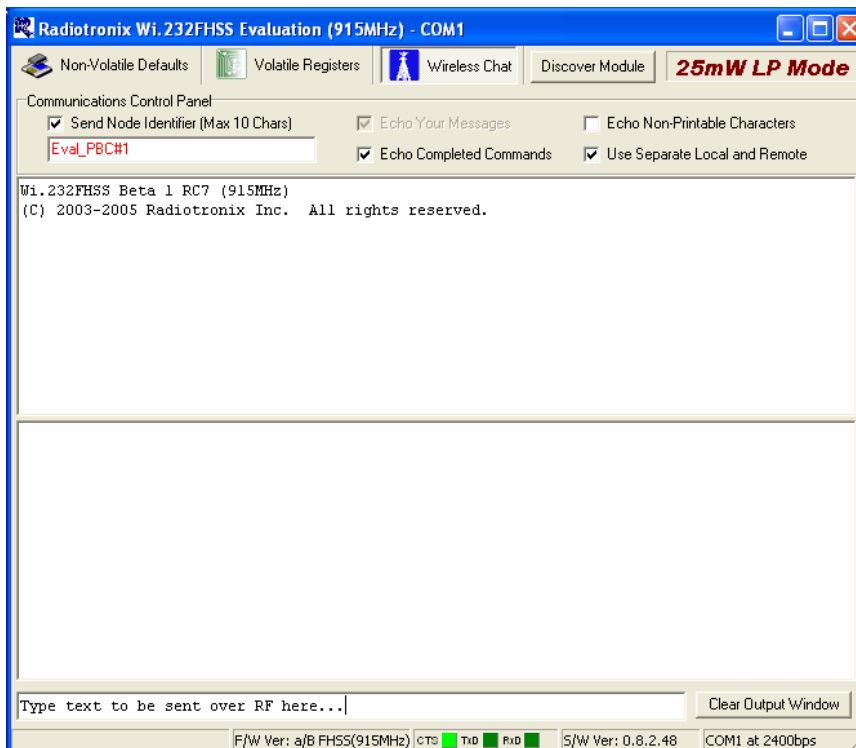 Radiotronix Wi.232FHSS Evaluation (915MHz) - COM1
Non-Volatile Defaults Volatile Registers Wireless Chat Discover Module 25mW LP Mode
Communications Control Panel
Send Node Identifier (Max 10 Chars) Echo Your Messages Echo Non-Printable Characters
Eval_PBC#1 Echo Completed Commands Use Separate Local and Remote
Wi.232FHSS Beta 1 RC7 (915MHz)
(C) 2003-2005 Radiotronix Inc. All rights reserved.
Type text to be sent over RF here... Clear Output Window
F/W Ver: a/B FHSS(915MHz) CTS TxD RxD S/W Ver: 0.8.2.48 COM1 at 2400bps